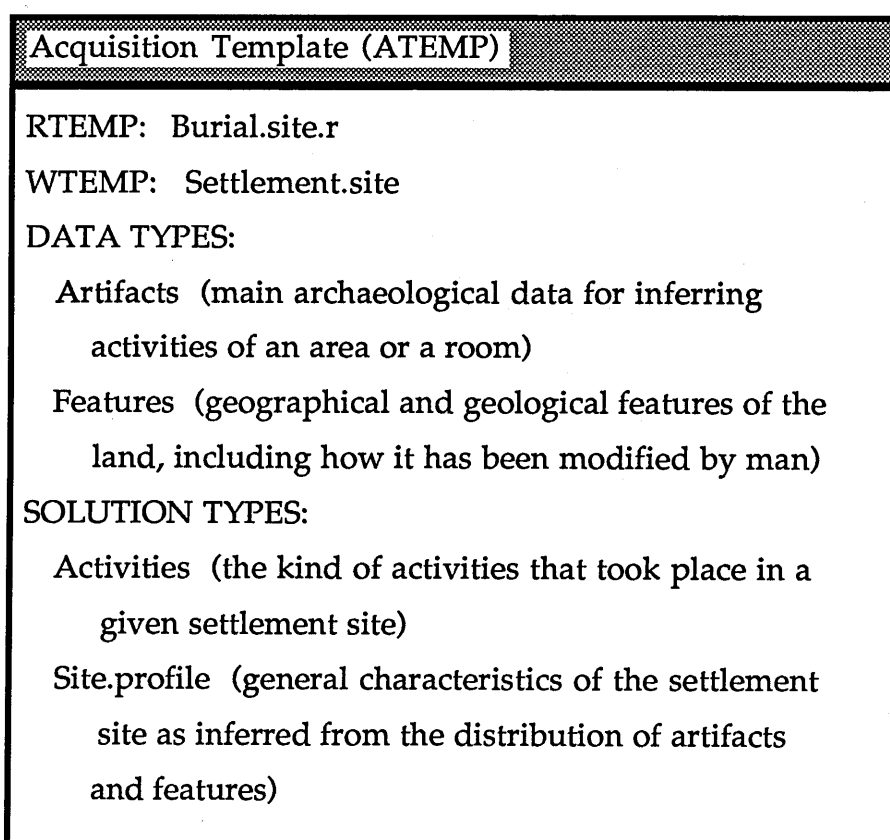 Acquisition Template (ATEMP)
RTEMP: Burial.site.r
WTEMP: Settlement.site
DATA TYPES:
Artifacts (main archaeological data for inferring
activities of an area or a room)
Features (geographical and geological features of the
land, including how it has been modified by man)
SOLUTION TYPES:
Activities (the kind of activities that took place in a
given settlement site)
Site.profile (general characteristics of the settlement
site as inferred from the distribution of artifacts
and features)